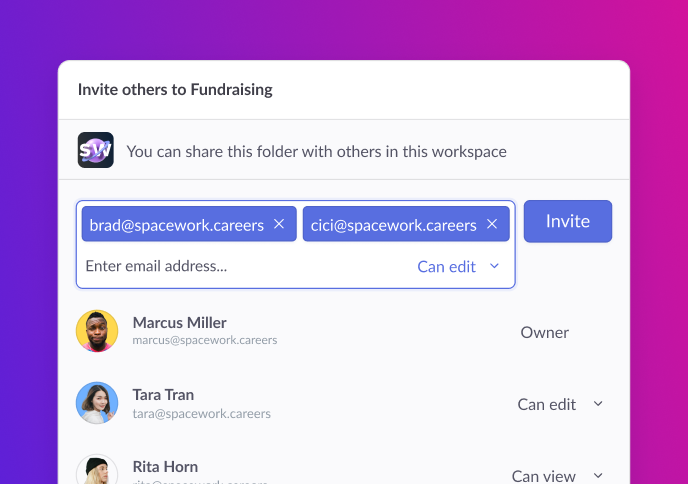 Invite others to Fundraising
SW
You can share this folder with others in this workspace
brad@spacework.careers cici@spacework.careers Invite
Enter email address... Can edit
Marcus Miller
marcus@spacework.careers
Owner
Tara Tran
tara@spacework.careers
Can edit
Rita Horn
Can view